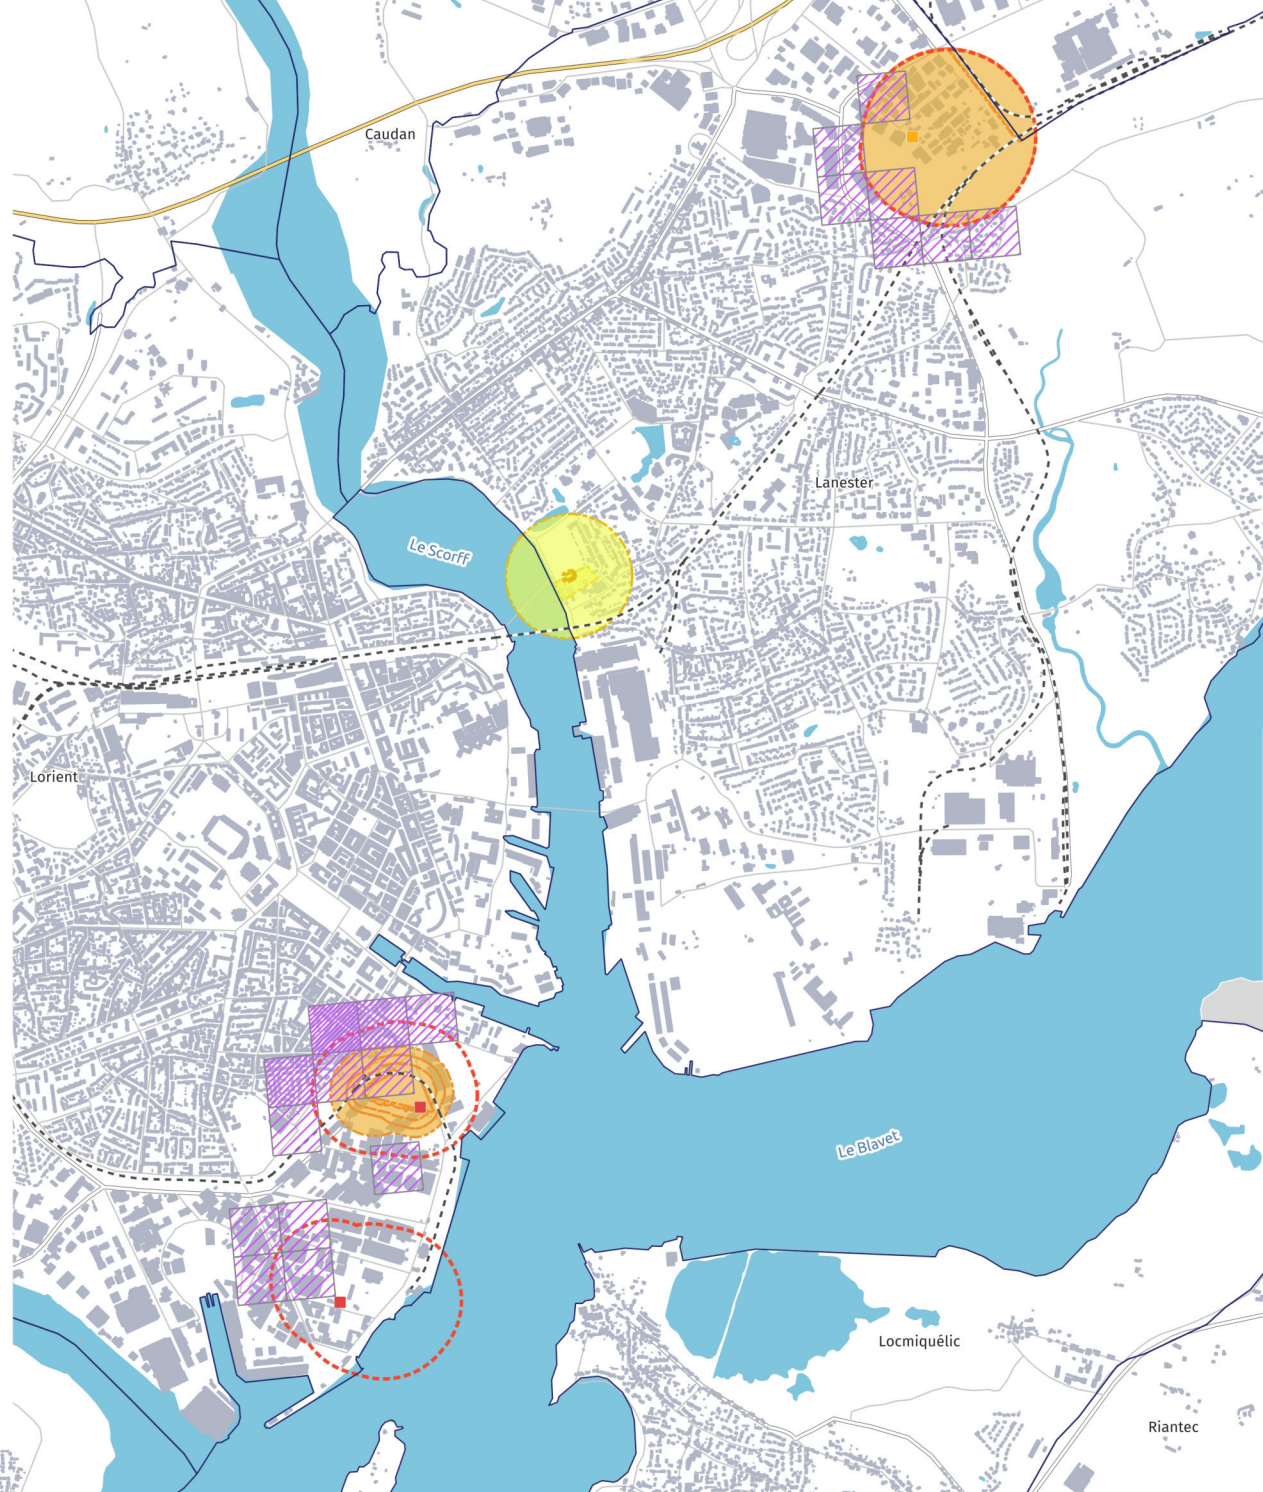 Caudan
Lanester
Le Scorff
Lorient
Le Blavet
Locmiquélic
Riantec